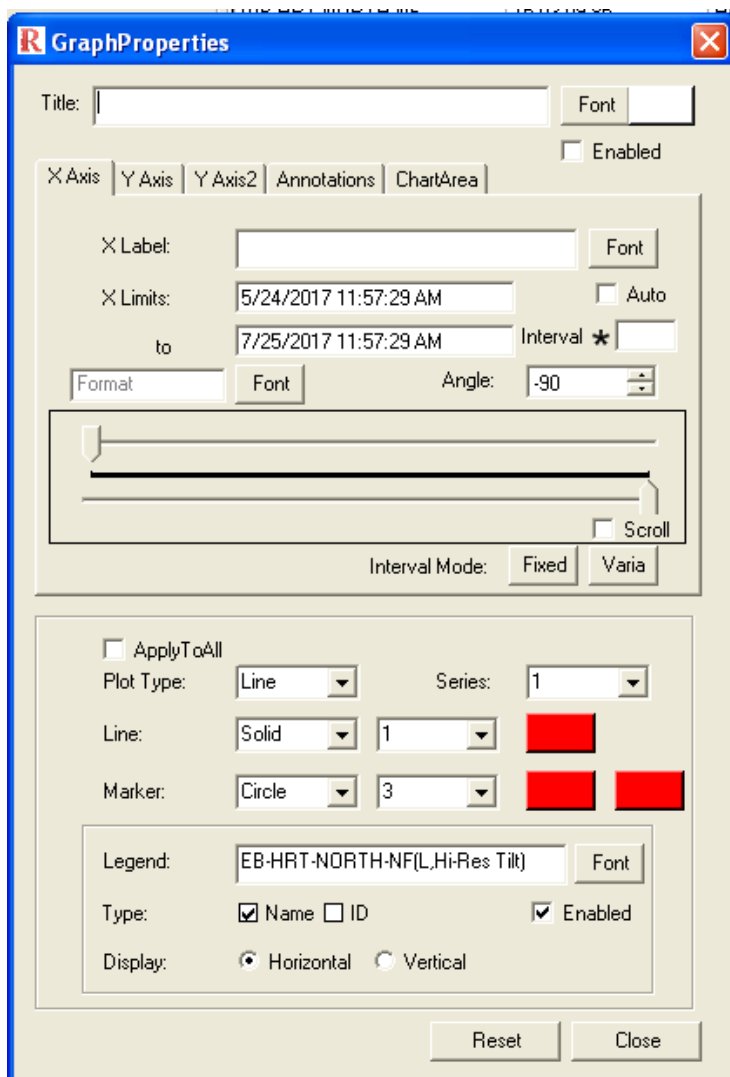 R GraphProperties
Title: Font
Enabled
X Axis Y Axis Y Axis2 Annotations ChartArea
X Label: Font
X Limits: 5/24/2017 11:57:29 AM Auto
to 7/25/2017 11:57:29 AM Interval *
Format Font Angle: -90
Scroll
Interval Mode: Fixed Varia
ApplyToAll
Plot Type: Line Series: 1
Line: Solid 1
Marker: Circle 3
Legend: EB-HRT-NORTH-NF(L,Hi-Res Tilt) Font
Type: Name ID Enabled
Display: Horizontal Vertical
Reset Close